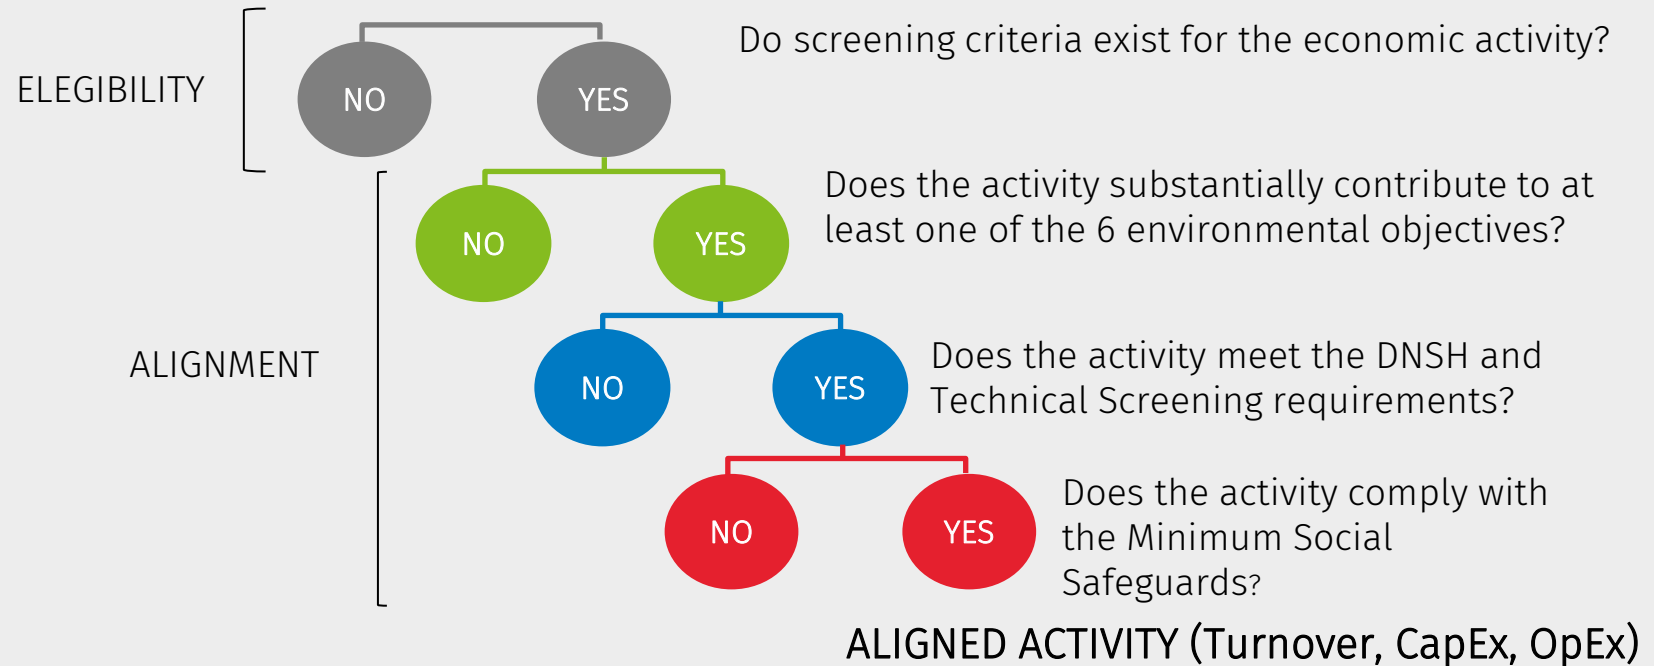 Do screening criteria exist for the economic activity?
ELEGIBILITY
NO
YES
Does the activity substantially contribute to at
least one of the 6 environmental objectives?
NO
YES
ALIGNMENT
Does the activity meet the DNSH and
Technical Screening requirements?
NO
YES
Does the activity comply with
the Minimum Social
Safeguards?
NO
YES
ALIGNED ACTIVITY (Turnover, CapEx, OpEx)